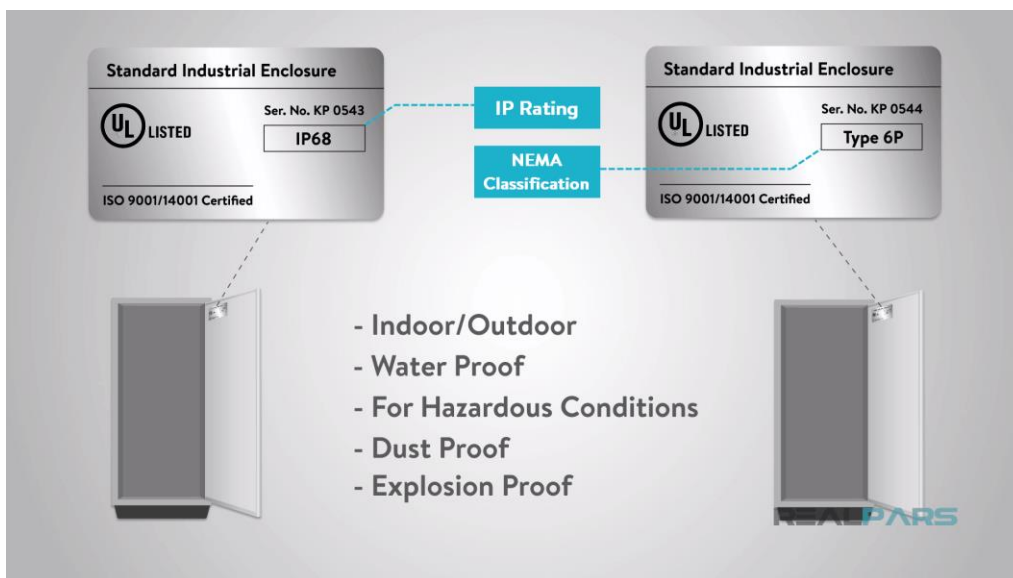 Standard Industrial Enclosure
UL LISTED
Ser. No. KP 0543
IP68
ISO 9001/14001 Certified
IP Rating
NEMA
Classification
Standard Industrial Enclosure
UL LISTED
Ser. No. KP 0544
Type 6P
ISO 9001/14001 Certified
- Indoor/Outdoor
- Water Proof
- For Hazardous Conditions
- Dust Proof
- Explosion Proof
REALPARS